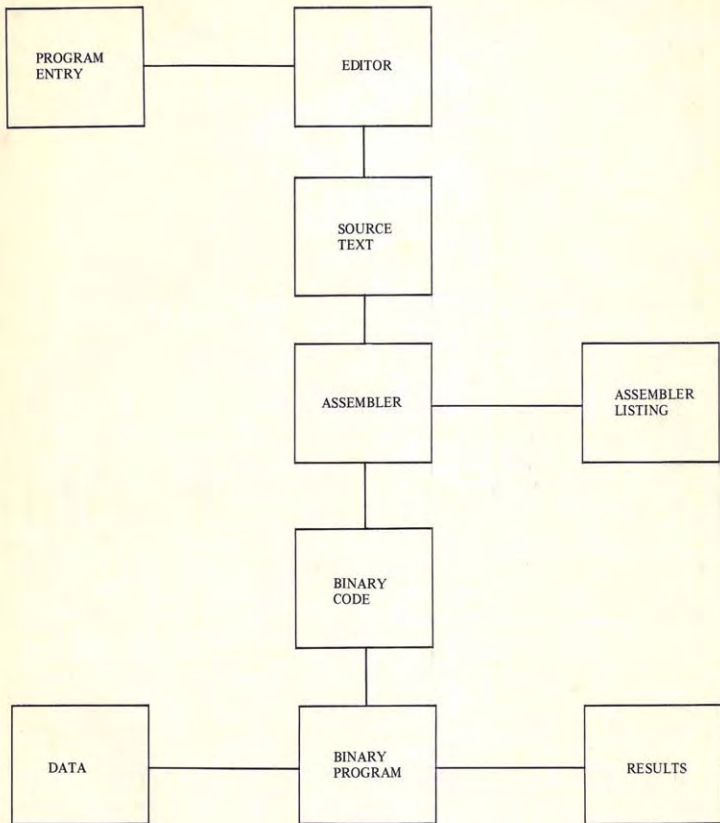 PROGRAM
ENTRY
EDITOR
SOURCE
TEXT
ASSEMBLER
ASSEMBLER
LISTING
BINARY
CODE
DATA
BINARY
PROGRAM
RESULTS